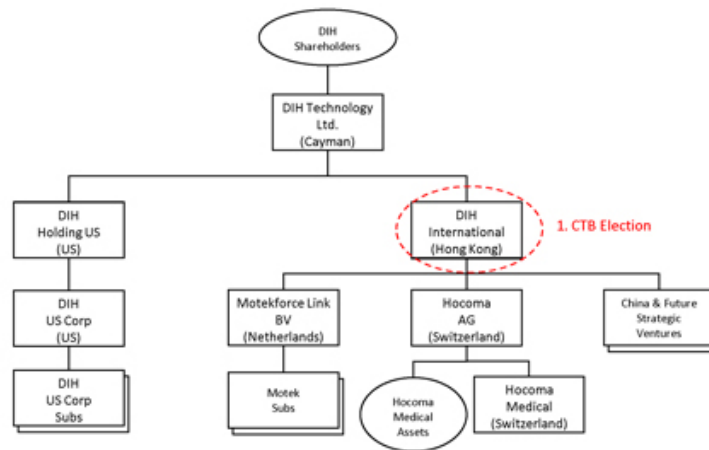 DIH
Shareholders
DIH Technology
Ltd.
(Cayman)
DIH
Holding US
(US)
DIH
International
(Hong Kong)
1. CTB Election
DIH
US Corp
(US)
Motekforce Link
BV
(Netherlands)
Hocoma
AG
(Switzerland)
China & Future
Strategic
Ventures
DIH
US Corp
Subs
Motek
Subs
Hocoma
Medical
Assets
Hocoma
Medical
(Switzerland)